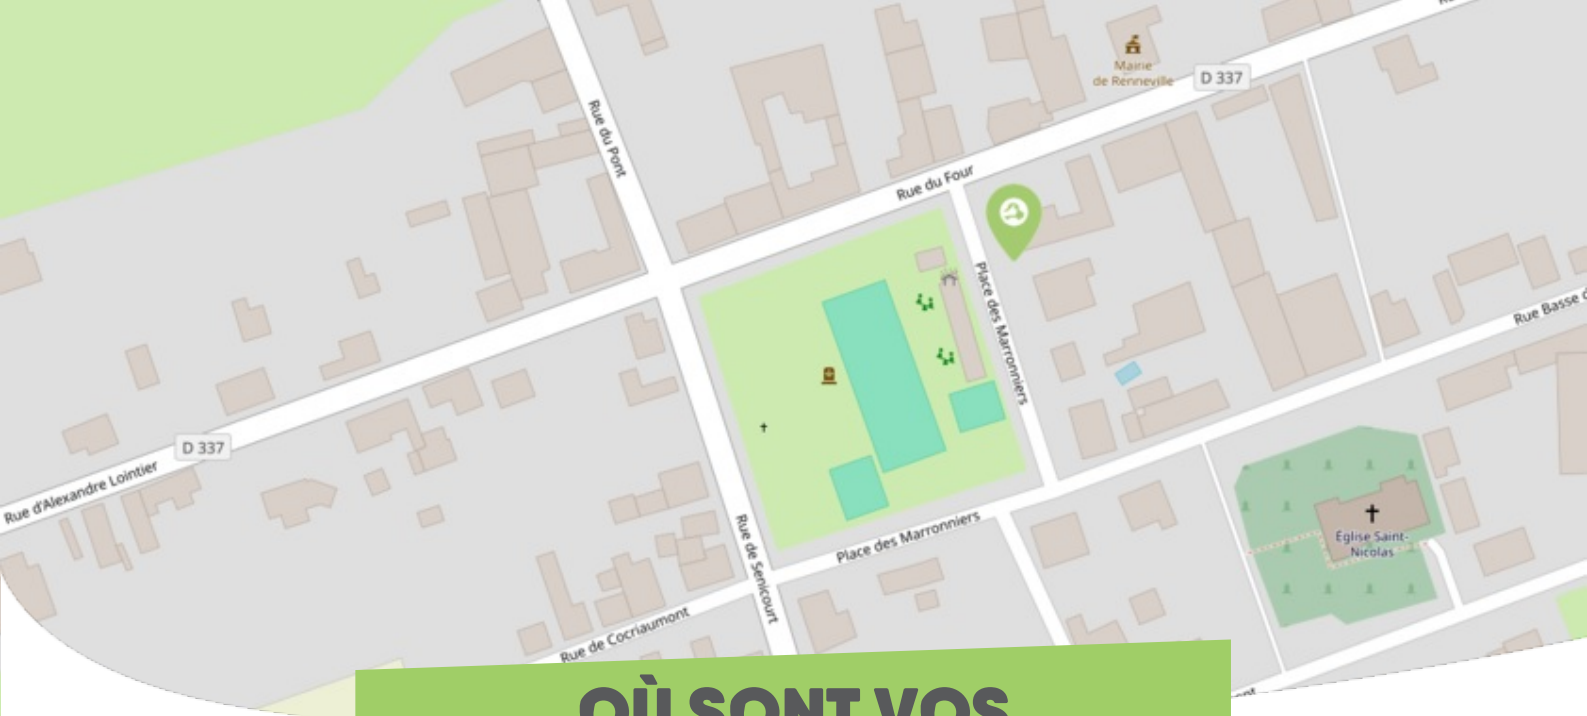 Mairie
de Renneville
D 337
Rue du Pont
Rue du Four
Place des Marronniers
Rue Basse d
D 337
Rue d'Alexandre Lointier
Rue de Senicourt
Place des Marronniers
Église Saint-
Nicolas
Rue de Cocriaumont
OÙ SONT VOS